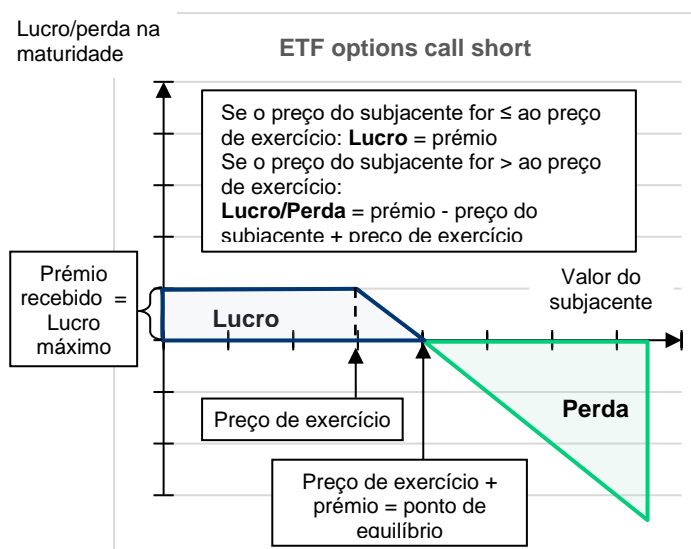 Lucro/perda na
maturidade
ETF options call short
Se o preço do subjacente for ≤ ao preço
de exercício: Lucro = prémio
Se o preço do subjacente for > ao preço
de exercício:
Lucro/Perda = prémio - preço do
subjacente + preço de exercício
Prémio
recebido =
Lucro
máximo
Valor do
subjacente
Lucro
Perda
Preço de exercício
Preço de exercício +
prémio = ponto de
equilíbrio